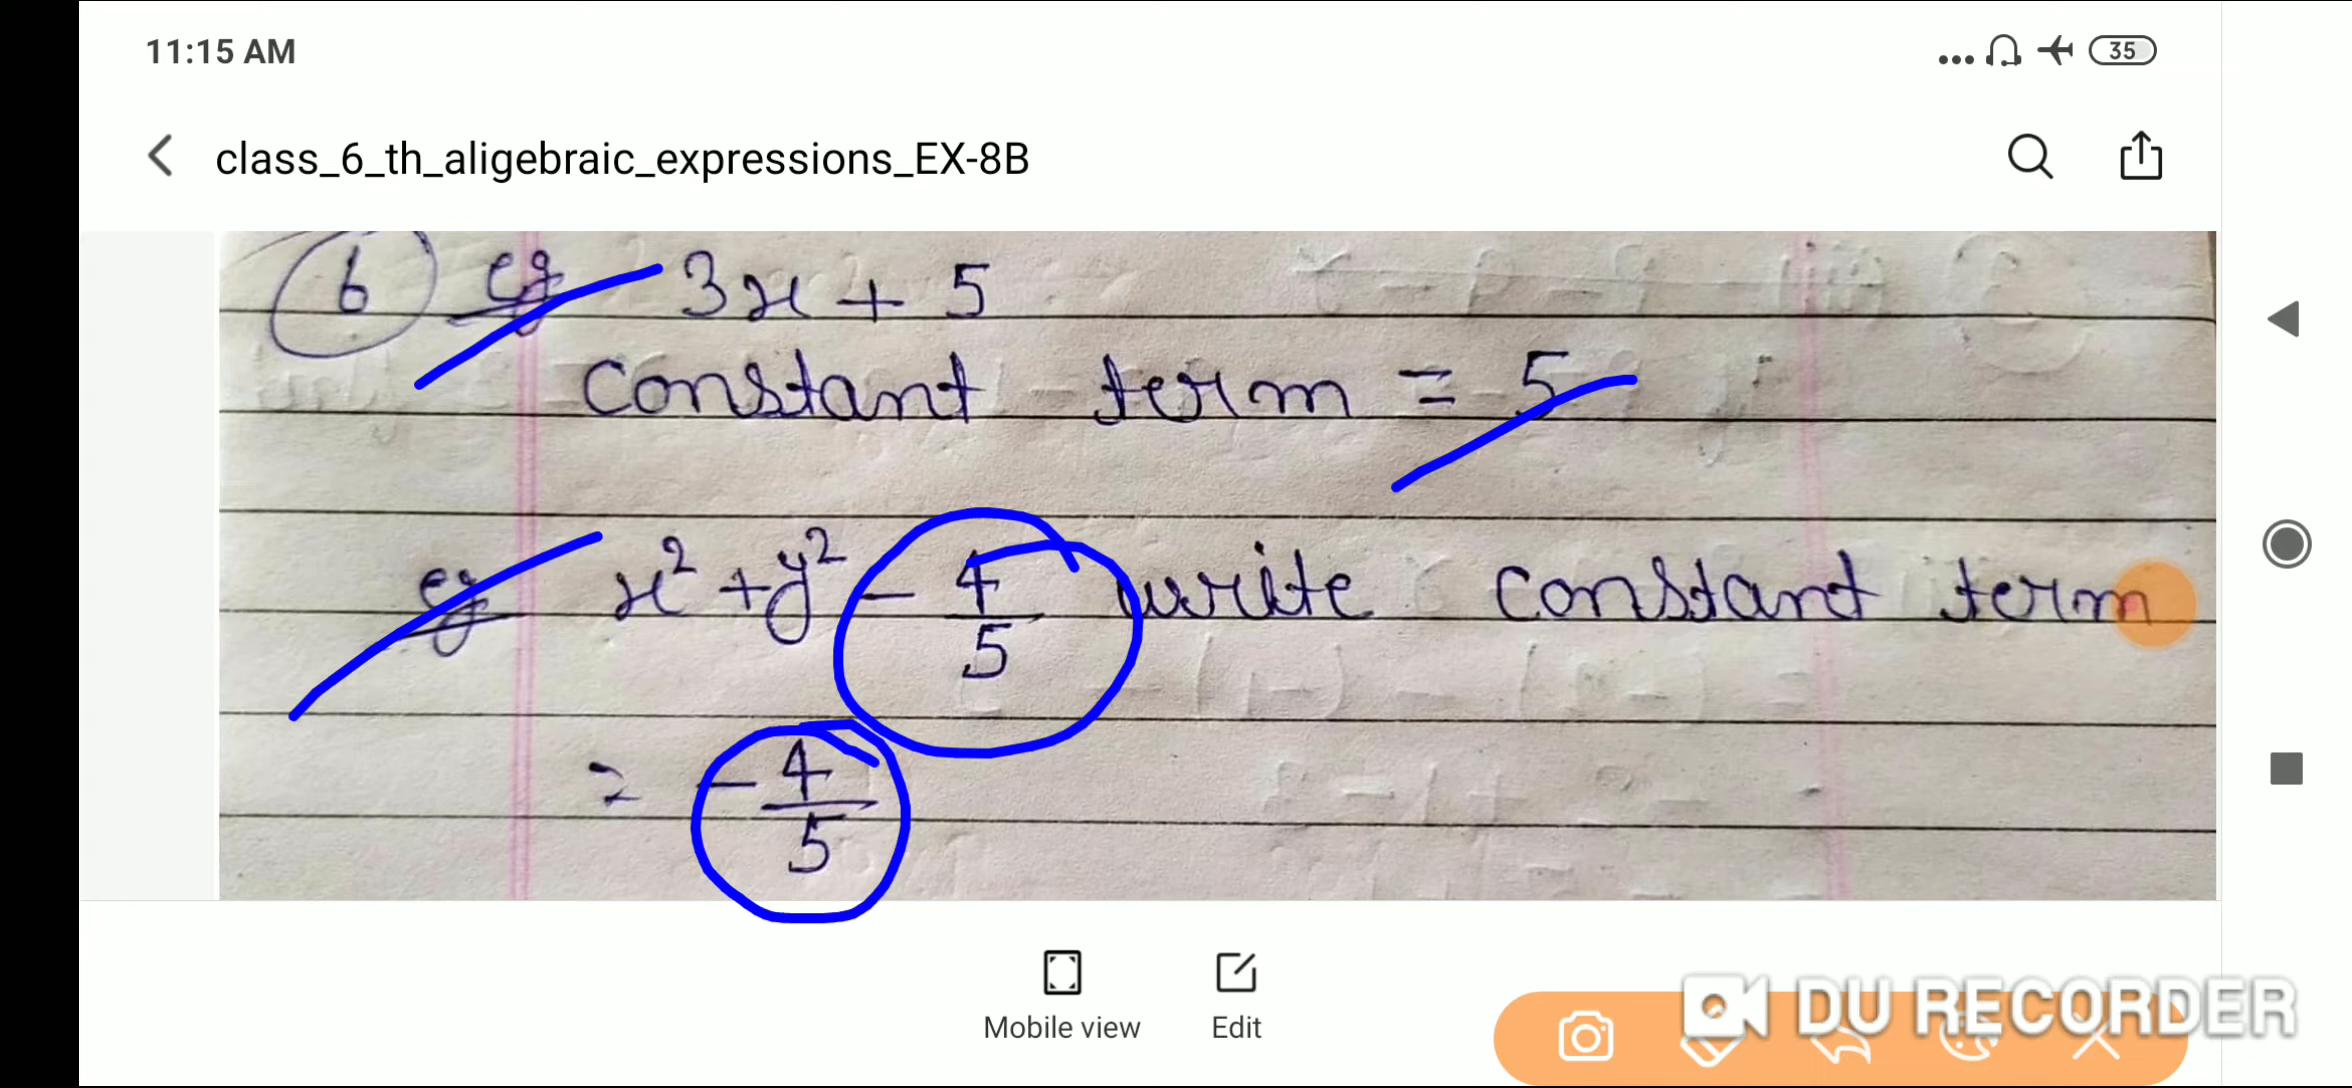 11:15 AM
35
class_6_th_aligebraic_expressions_EX-8B
6 eg 3x + 5
Constant term = 5
eg x² + y² - 4/5 write constant term
= -4/5
Mobile view
Edit
DU RECORDER